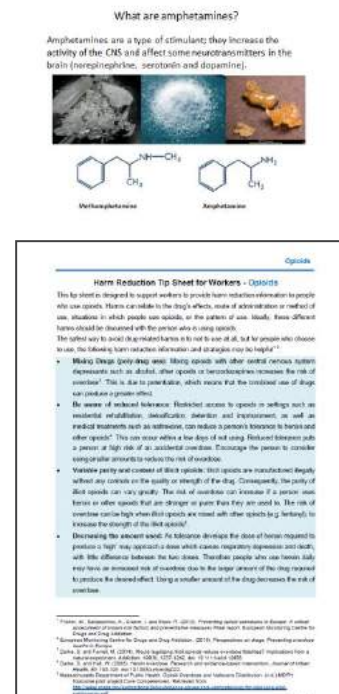 What are amphetamines?
Amphetamines are a type of stimulant; they increase the
activity of the CNS and affect some neurotransmitters in the
brain (norepinephrine, serotonin and dopamine).
NH—CH₃
CH₃
Methamphetamine
NH₂
CH₃
Amphetamine
Opioids
Harm Reduction Tip Sheet for Workers - Opioids
This tip sheet is designed to support workers to provide harm reduction information to people
who use opioids. Harms can relate to the drug's effects, route of administration or method of
use, situations in which people use opioids, or the pattern of use. Ideally, these different
harms should be discussed with the person who is using opioids.
The safest way to avoid drug-related harms is to not to use at all, but for people who choose
to use, the following harm reduction information and strategies may be helpful
• Mixing Drugs (poly-drug use): Mixing opioids with other central nervous system
depressants such as alcohol, other opioids or benzodiazepines increases the risk of
overdose. This is due to potentiation, which means that the combined use of drugs
can produce a greater effect.
• Be aware of reduced tolerance: Restricted access to opioids in settings such as
residential rehabilitation, detoxification, detention and imprisonment, as well as
medical treatments such as naltrexone, can reduce a person's tolerance to heroin and
other opioids. This can occur within a few days of not using. Reduced tolerance puts
a person at high risk of an accidental overdose. Encourage the person to consider
using smaller amounts to reduce the risk of overdose.
• Variable purity and content of illicit opioids: Illicit opioids are manufactured illegally
without any controls on the quality or strength of the drug. Consequently, the purity of
illicit opioids can vary greatly. The risk of overdose can increase if a person uses
heroin or other opioids that are stronger or purer than they are used to. The risk of
overdose can be high when illicit opioids are mixed with other opioids (e.g. fentanyl), to
increase the strength of the illicit opioids.
• Decreasing the amount used: As tolerance develops the dose of heroin required to
produce a 'high' may approach a dose which causes respiratory depression and death,
with little difference between the two doses. Therefore people who use heroin daily
may have an increased risk of overdose due to the larger amount of the drug required
to produce the desired effect. Using a smaller amount of the drug decreases the risk of
overdose.